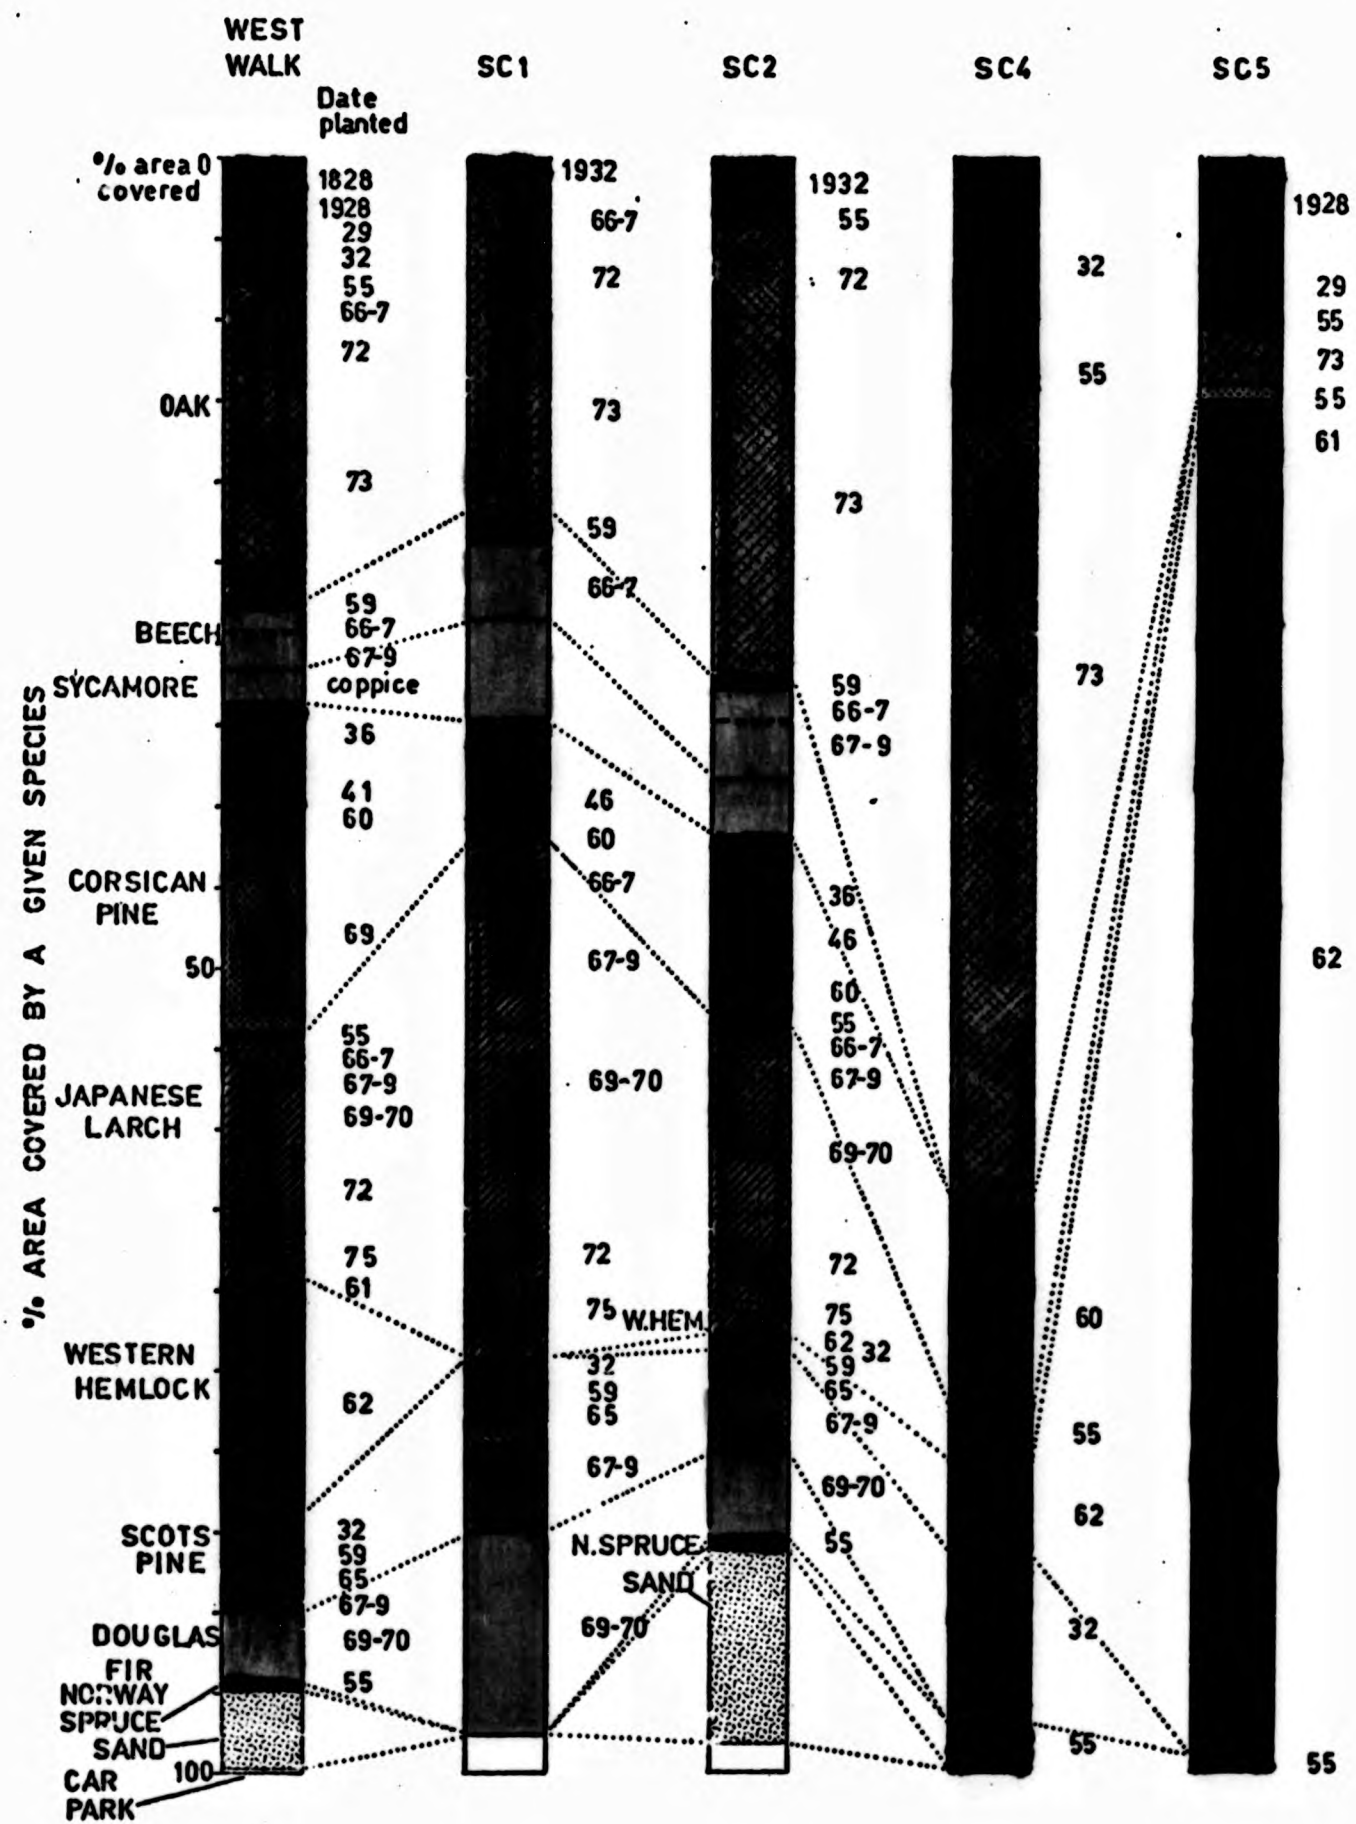 WEST
WALK
SC1
SC2
SC4
SC5
Date
planted
% area 0
covered
OAK
BEECH
SYCAMORE
CORSICAN
PINE
50
JAPANESE
LARCH
WESTERN
HEMLOCK
SCOTS
PINE
DOUGLAS
FIR
NORWAY
SPRUCE
SAND
100
CAR
PARK
% AREA COVERED BY A GIVEN SPECIES
1828
1928
29
32
55
66-7
72
73
59
66-7
67-9
coppice
36
41
60
69
55
66-7
67-9
69-70
72
75
61
62
32
59
65
67-9
69-70
55
1932
66-7
72
73
59
66-7
46
60
66-7
67-9
69-70
72
75
32
59
65
67-9
69-70
W.HEM.
N.SPRUCE
SAND
1932
55
72
73
59
66-7
67-9
36
46
60
55
66-7
67-9
69-70
72
75
62
32
59
65
67-9
69-70
55
32
55
73
60
55
62
32
55
1928
29
55
73
55
61
62
55